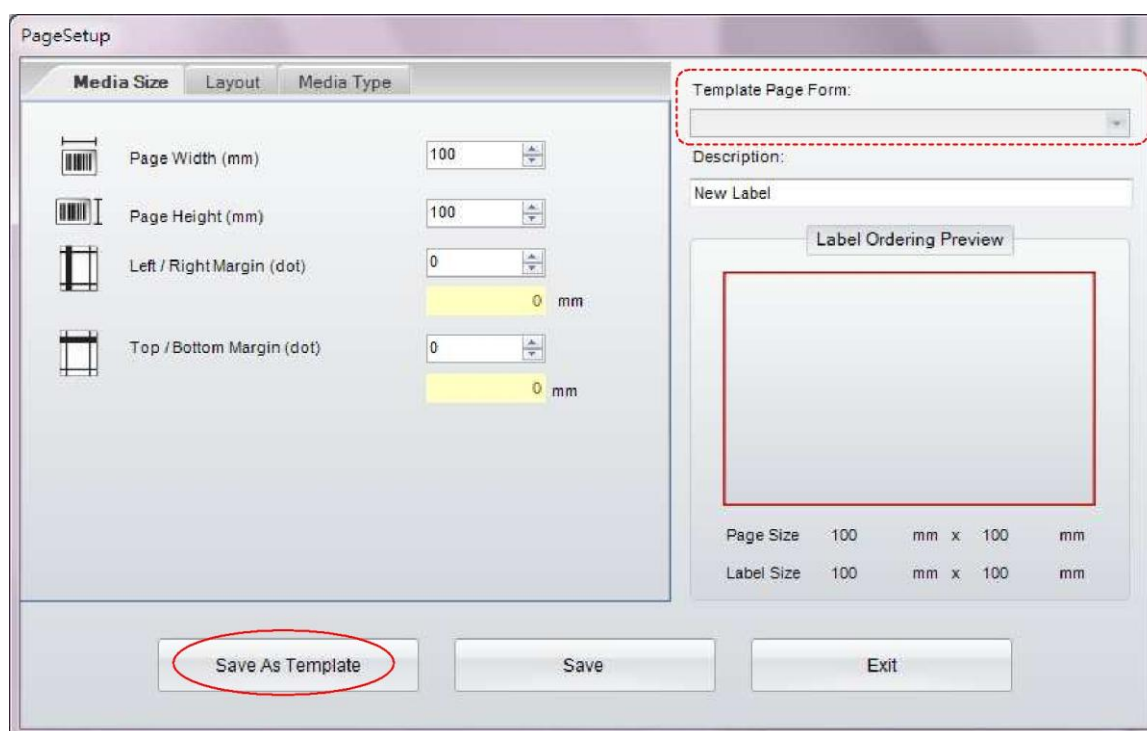 PageSetup
Media Size Layout Media Type
Page Width (mm) 100
Page Height (mm) 100
Left / Right Margin (dot) 0
0 mm
Top / Bottom Margin (dot) 0
0 mm
Template Page Form:
Description:
New Label
Label Ordering Preview
Page Size 100 mm x 100 mm
Label Size 100 mm x 100 mm
Save As Template Save Exit